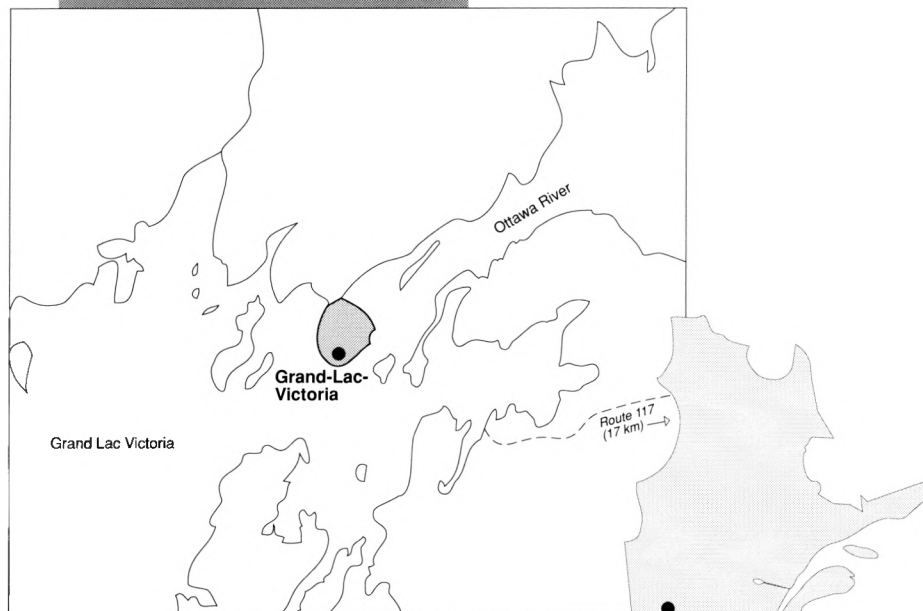 Ottawa River
Grand-Lac-
Victoria
Route 117
(17 km)
Grand Lac Victoria